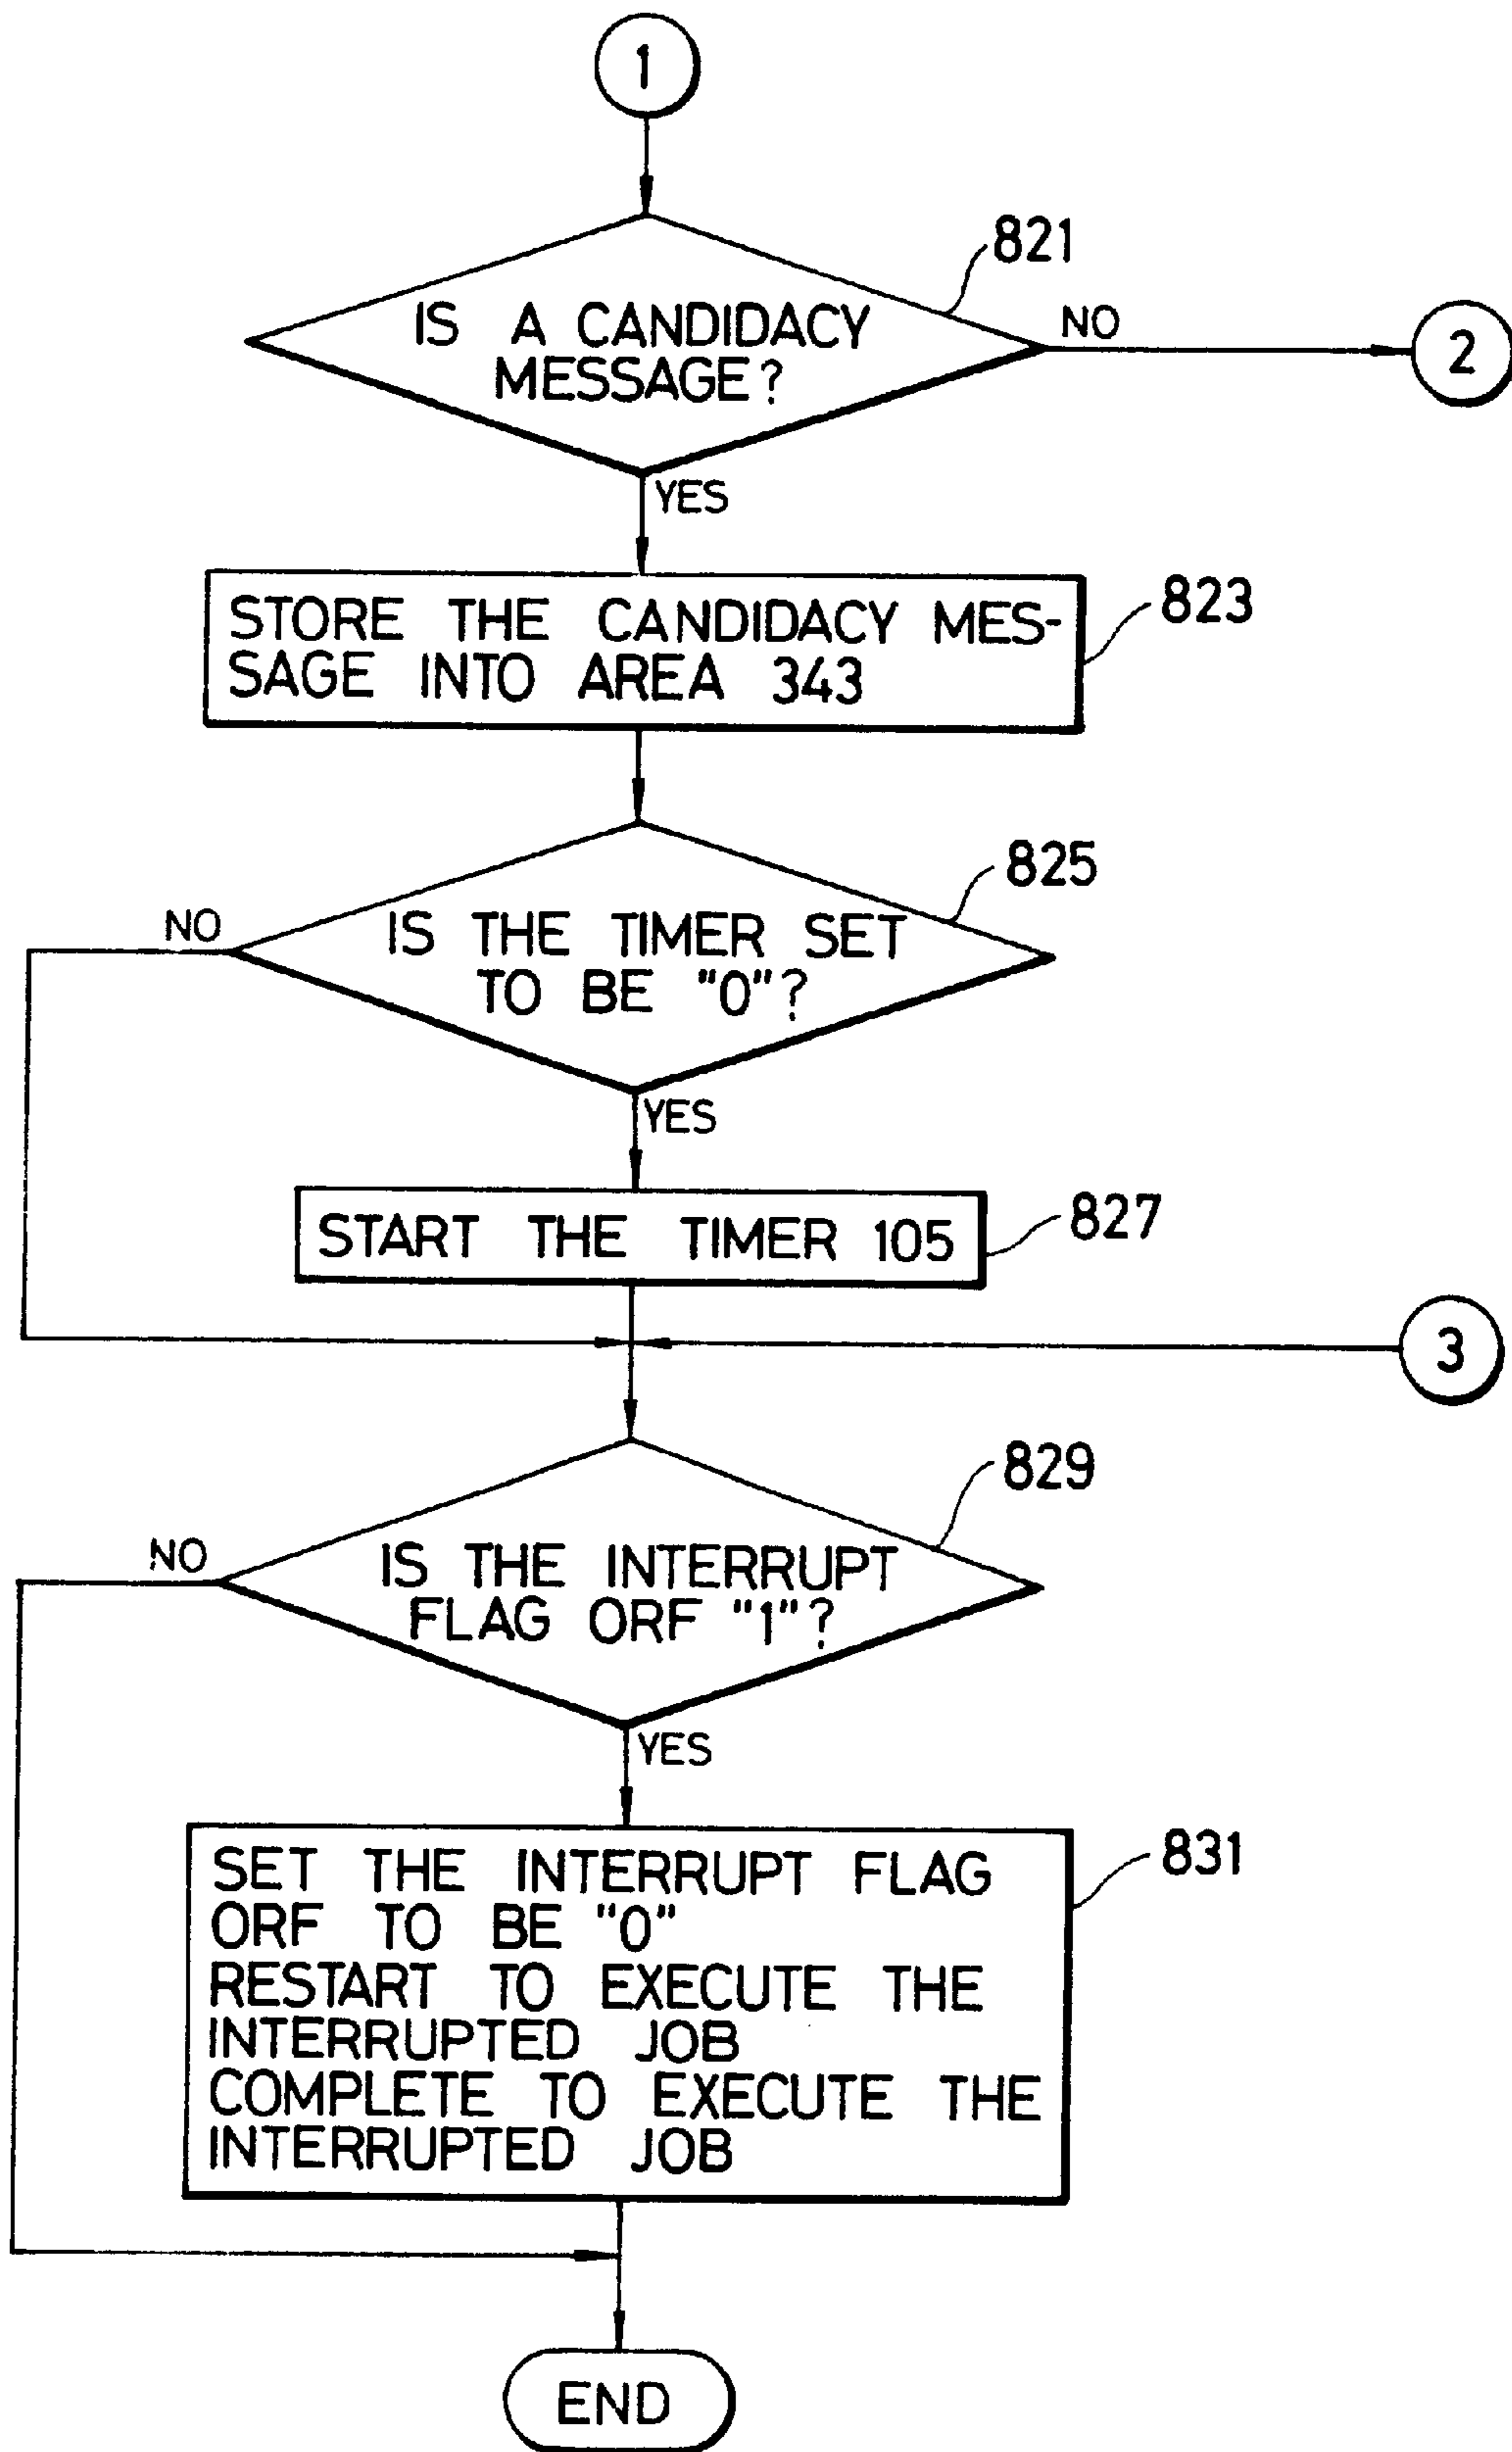 1
821
IS A CANDIDACY
MESSAGE?
NO
2
YES
STORE THE CANDIDACY MES-
SAGE INTO AREA 343
823
825
NO
IS THE TIMER SET
TO BE "0"?
YES
START THE TIMER 105
827
3
829
NO
IS THE INTERRUPT
FLAG ORF "1"?
YES
SET THE INTERRUPT FLAG
ORF TO BE "0"
RESTART TO EXECUTE THE
INTERRUPTED JOB
COMPLETE TO EXECUTE THE
INTERRUPTED JOB
831
END